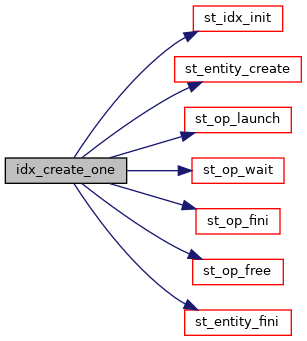 st_idx_init
st_entity_create
st_op_launch
idx_create_one
st_op_wait
st_op_fini
st_op_free
st_entity_fini